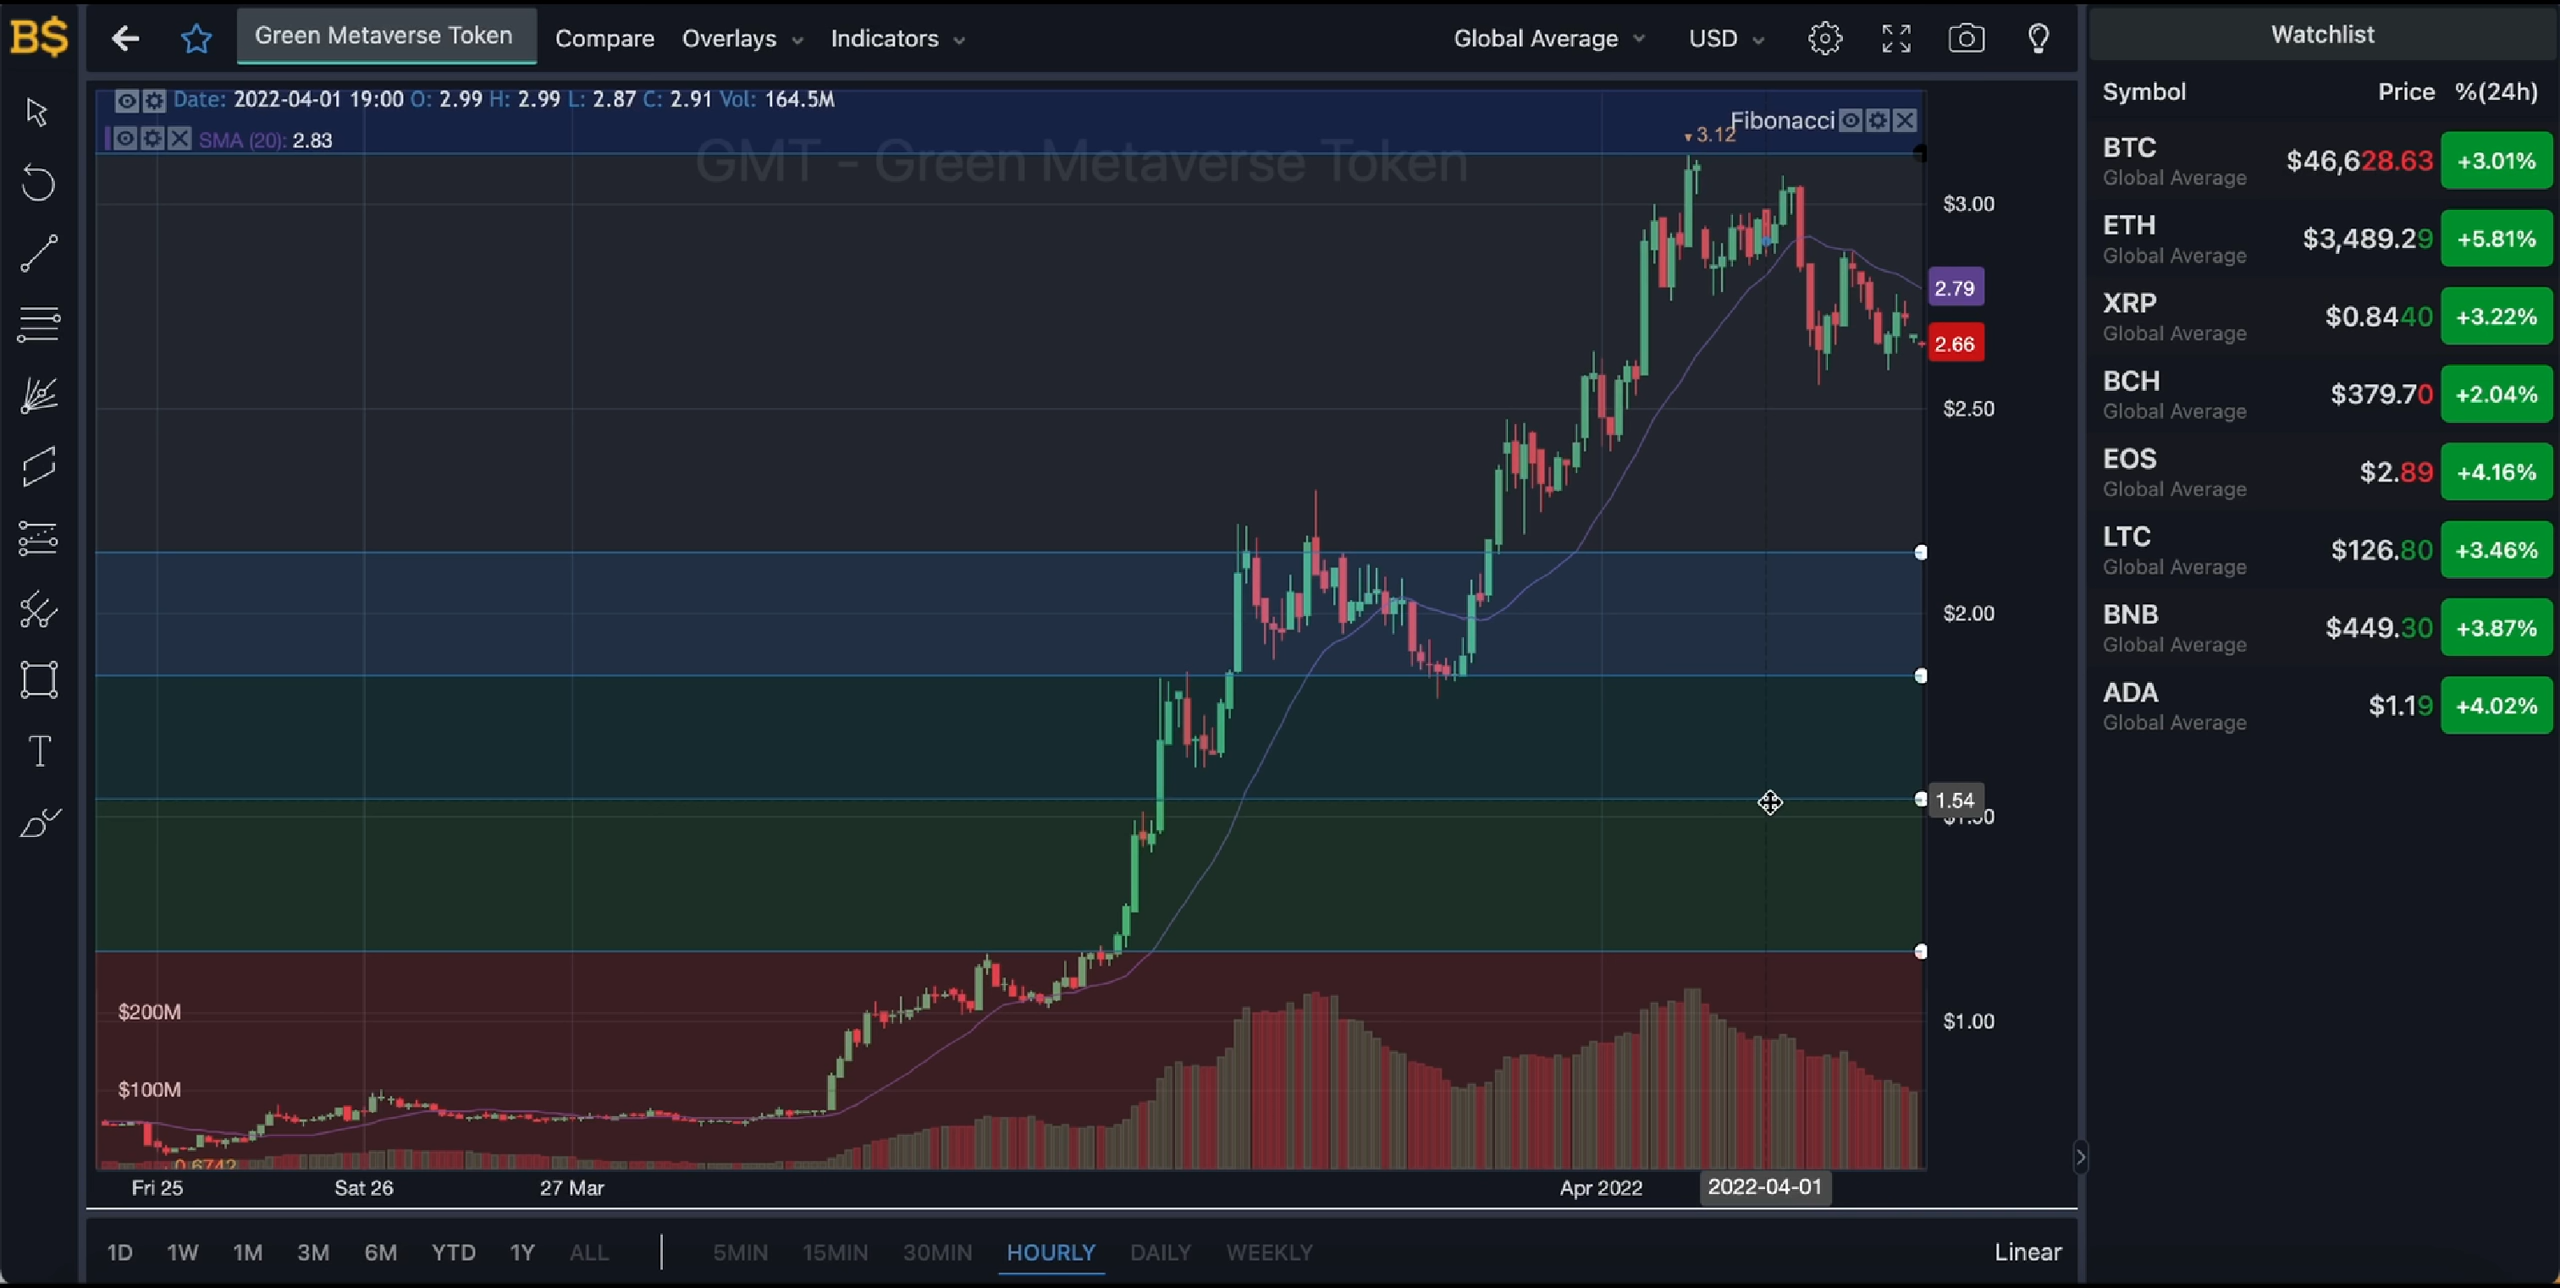 B$
Green Metaverse Token
Compare
Overlays
Indicators
Global Average
USD
Date: 2022-04-01 19:00 O: 2.99 H: 2.99 L: 2.87 C: 2.91 Vol: 164.5M
SMA (20): 2.83
GMT - Green Metaverse Token
Fibonacci
3.12
$3.00
2.79
2.66
$2.50
$2.00
1.54
$1.00
$200M
$100M
0.6742
Fri 25
Sat 26
27 Mar
Apr 2022
2022-04-01
1D 1W 1M 3M 6M YTD 1Y ALL
5MIN 15MIN 30MIN HOURLY DAILY WEEKLY
Linear
Watchlist
Symbol Price %(24h)
BTC $46,628.63 +3.01%
Global Average
ETH $3,489.29 +5.81%
Global Average
XRP $0.8440 +3.22%
Global Average
BCH $379.70 +2.04%
Global Average
EOS $2.89 +4.16%
Global Average
LTC $126.80 +3.46%
Global Average
BNB $449.30 +3.87%
Global Average
ADA $1.19 +4.02%
Global Average